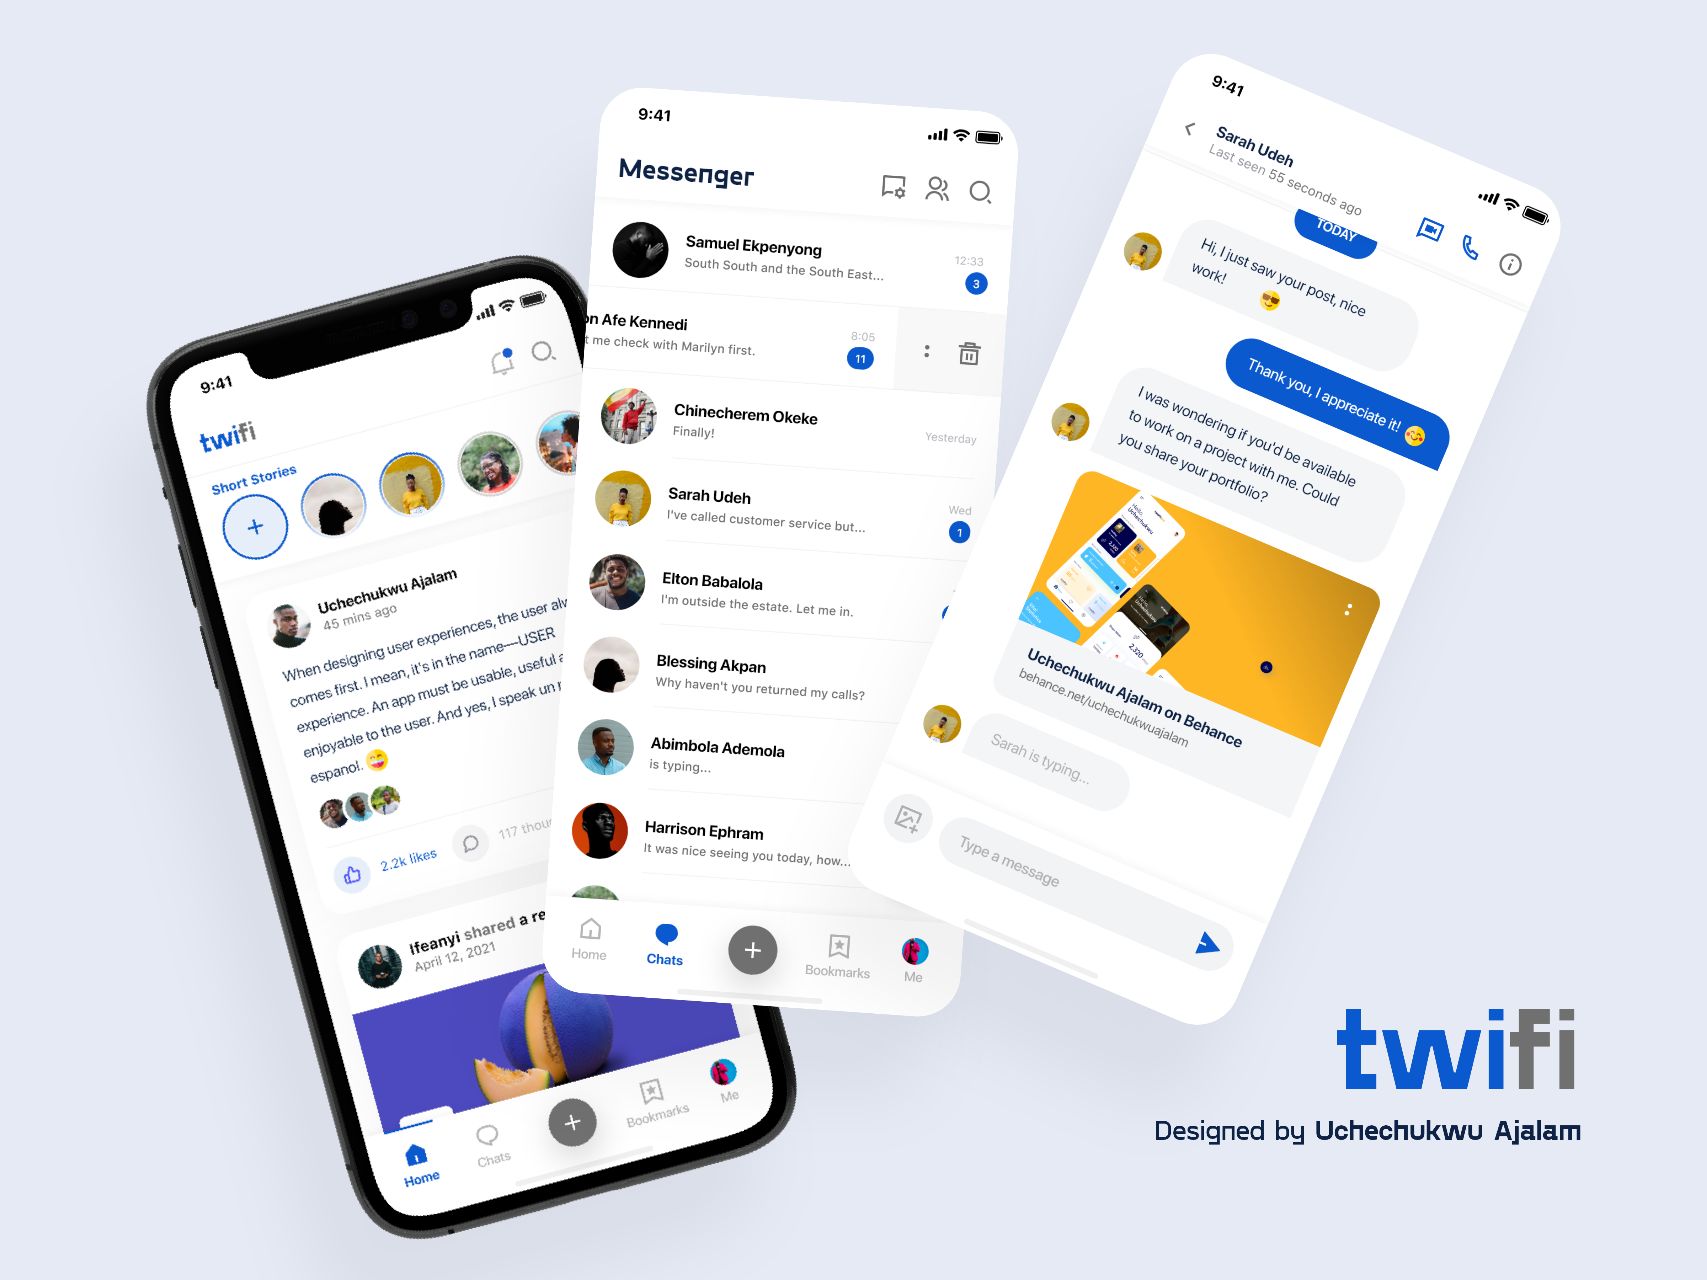 9:41
twifi
Short Stories
Uchechukwu Ajalam
45 mins ago
When designing user experiences, the user
comes first. I mean, it's in the name—USER
experience. An app must be usable, useful
enjoyable to the user. And yes, I speak un
espanol. 😄
2.2k likes
117
Ifeanyi shared a
April 12, 2021
Home
Chats
Bookmarks
Me
9:41
Messenger
Samuel Ekpenyong
South South and the South East...
12:33
3
Afe Kennedi
me check with Marilyn first.
8:05
11
Chinecherem Okeke
Finally!
Yesterday
Sarah Udeh
I've called customer service but...
Wed
1
Elton Babalola
I'm outside the estate. Let me in.
Blessing Akpan
Why haven't you returned my calls?
Abimbola Ademola
is typing...
Harrison Ephram
It was nice seeing you today, how...
Home
Chats
Bookmarks
Me
9:41
Sarah Udeh
Last seen 55 seconds ago
TODAY
Hi, I just saw your post, nice
work! 😎
Thank you, I appreciate it! 😊
I was wondering if you'd be available
to work on a project with me. Could
you share your portfolio?
Hello,
Uchechukwu
2,320
Uchechukwu Ajalam on Behance
behance.net/uchechukwuajalam
Sarah is typing...
Type a message
twifi
Designed by Uchechukwu Ajalam